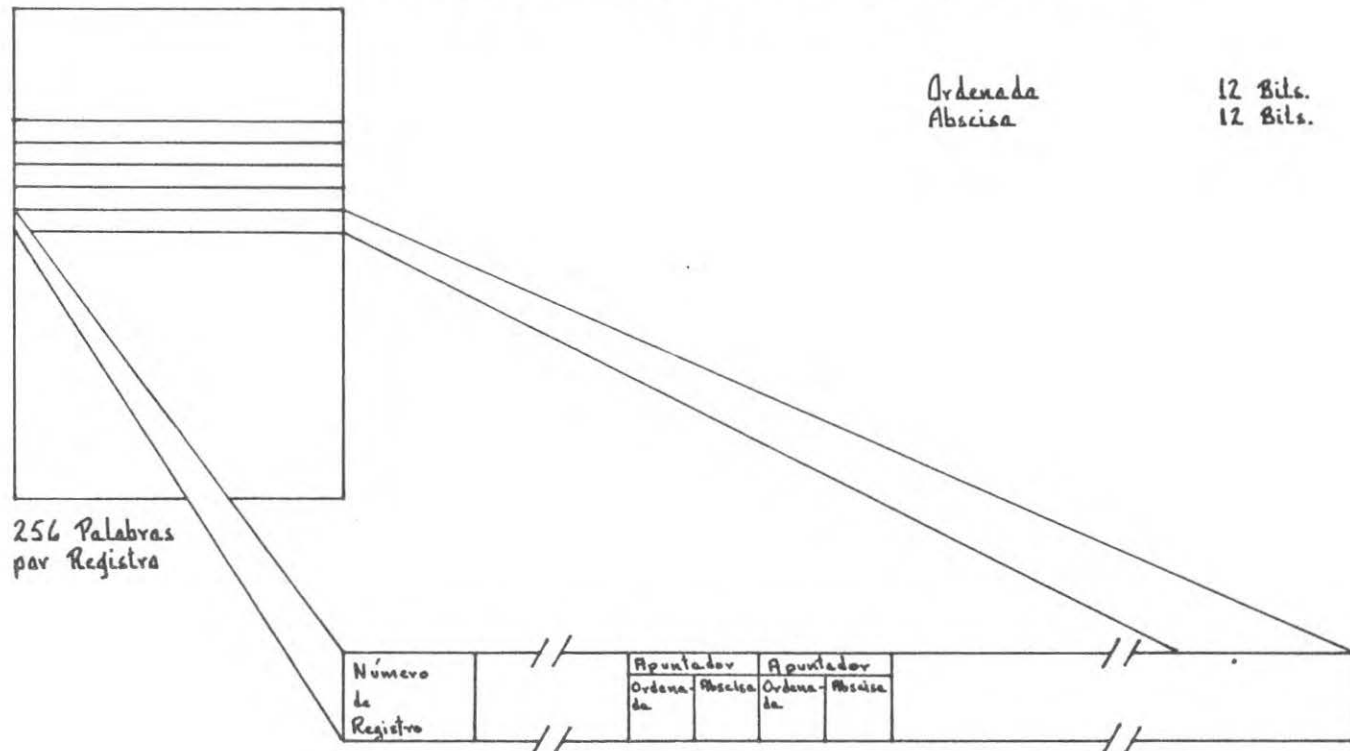 Ordenada 12 Bits.
Abscisa 12 Bits.
256 Palabras
por Registro
Número
de
Registro
Apuntador Apuntador
Ordena- Abscisa Ordena- Abscisa
da da